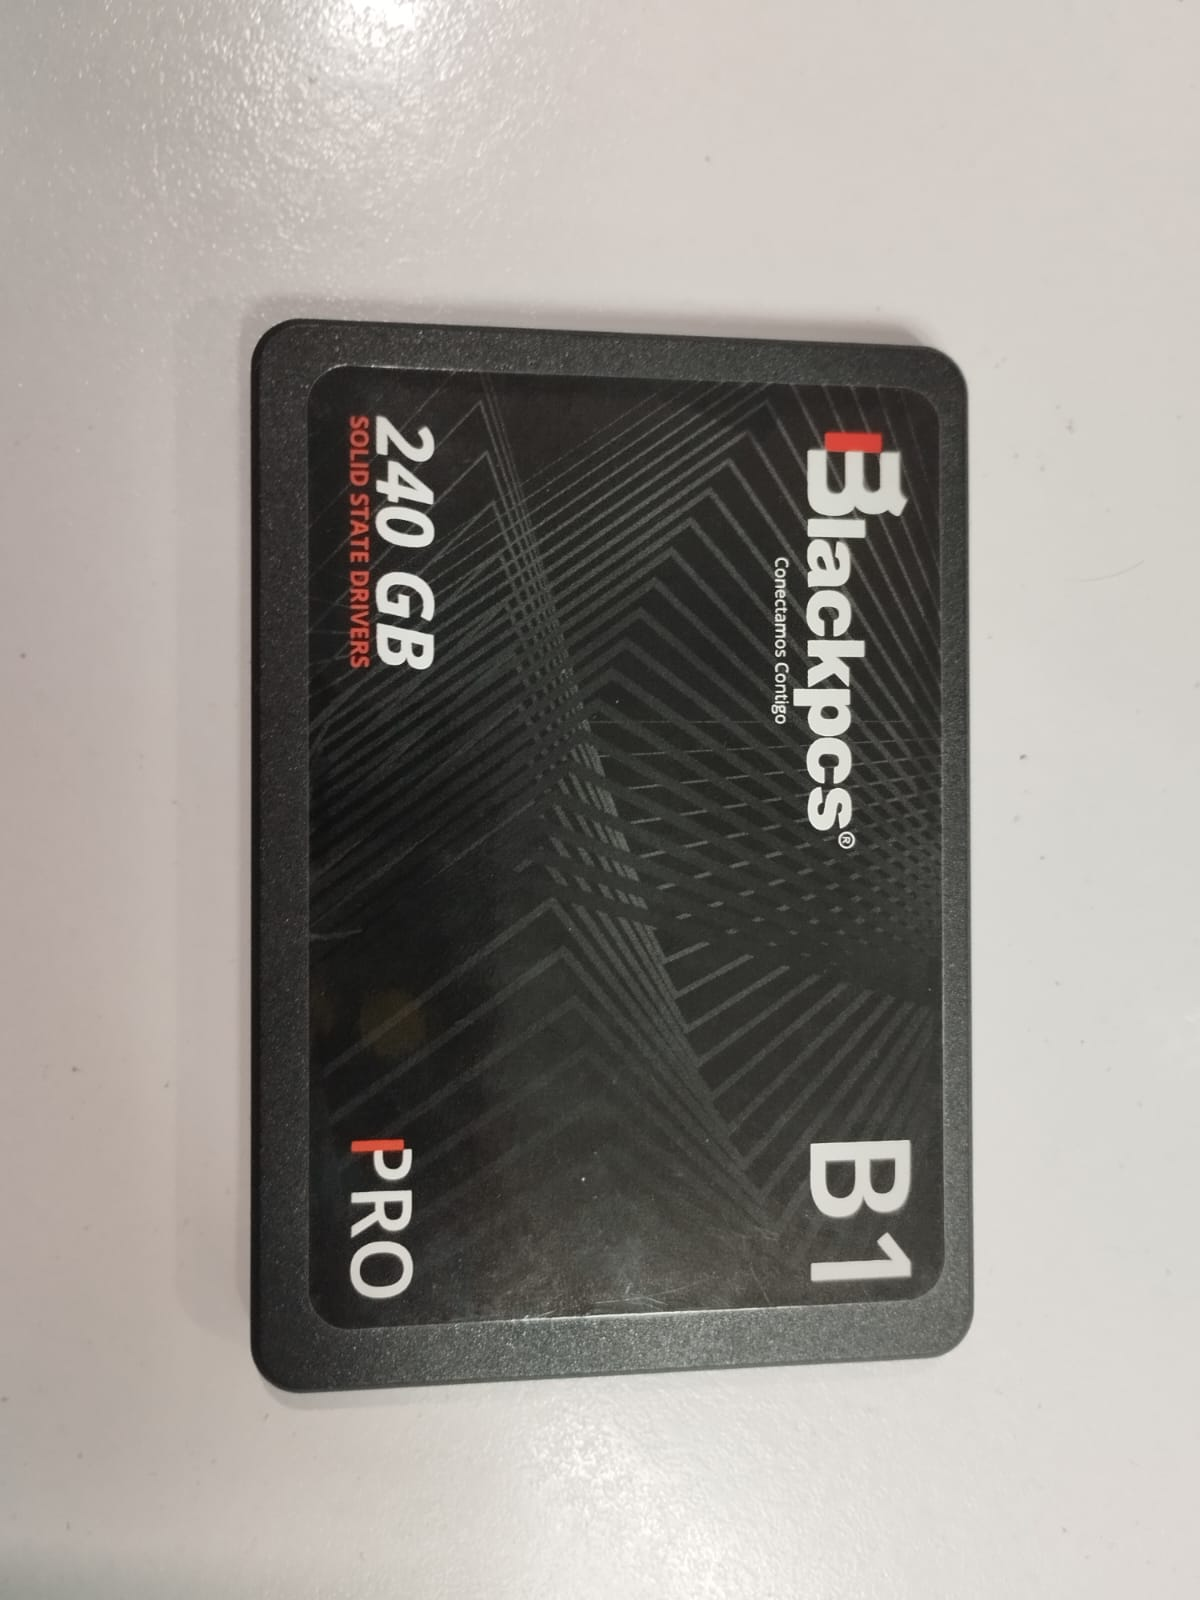 Blackpcs®
Conectamos Contigo
B1
240 GB
SOLID STATE DRIVERS
PRO